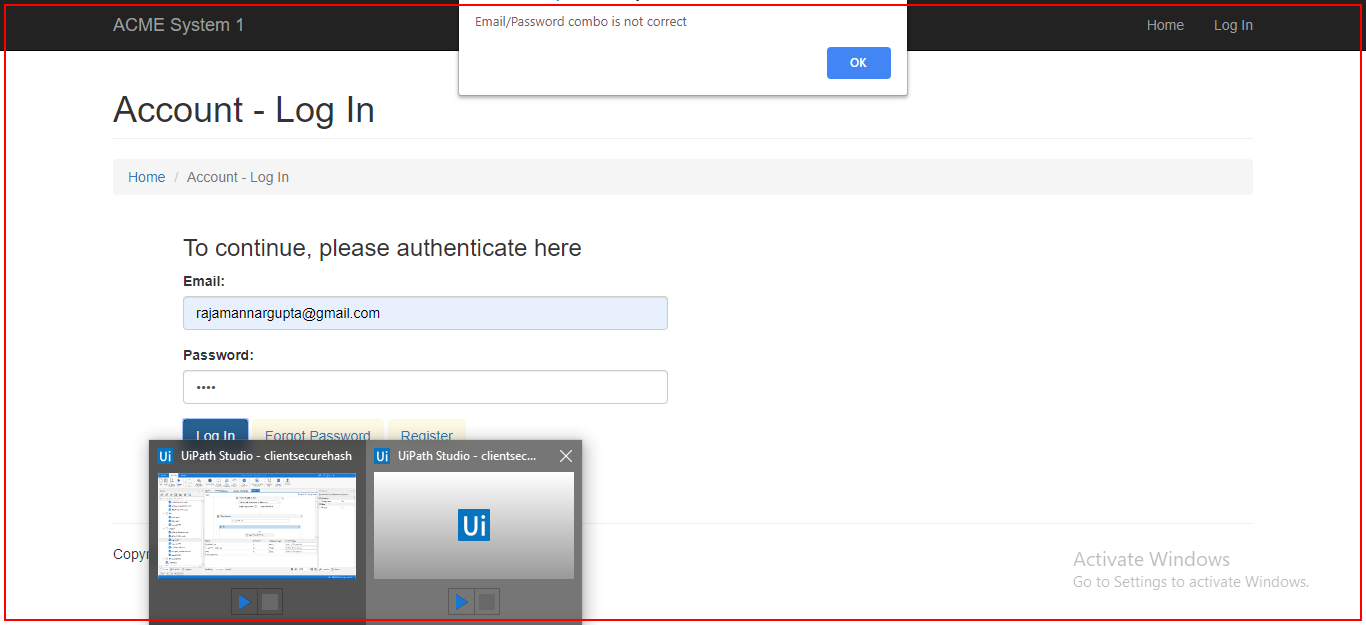 ACME System 1
Home
Log In
Email/Password combo is not correct
OK
Account - Log In
Home / Account - Log In
To continue, please authenticate here
Email:
rajamannargupta@gmail.com
Password:
••••
Log In
Forgot Password
Register
Ui UiPath Studio - clientsecurehash
Ui UiPath Studio - clientsec...
Ui
Activate Windows
Go to Settings to activate Windows.